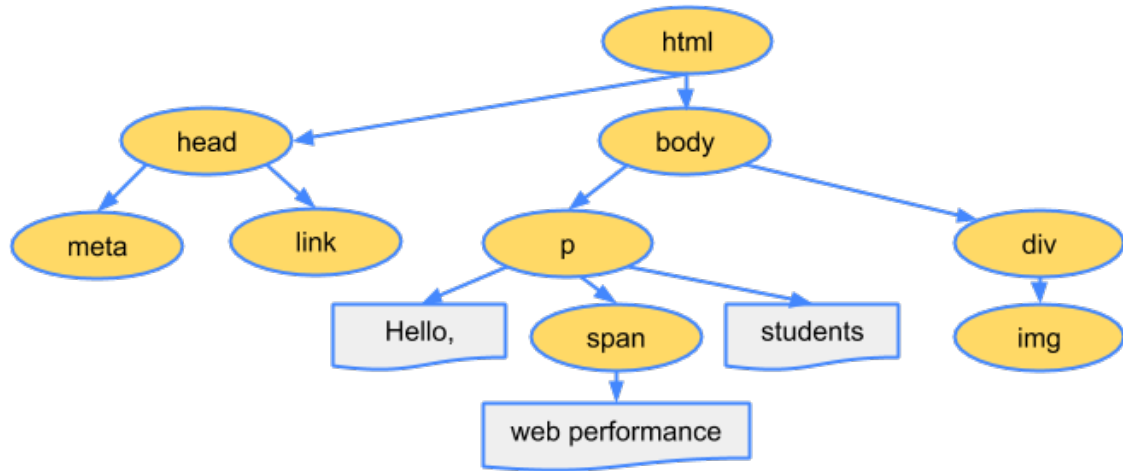 html
head
body
meta
link
p
div
Hello,
span
students
img
web performance